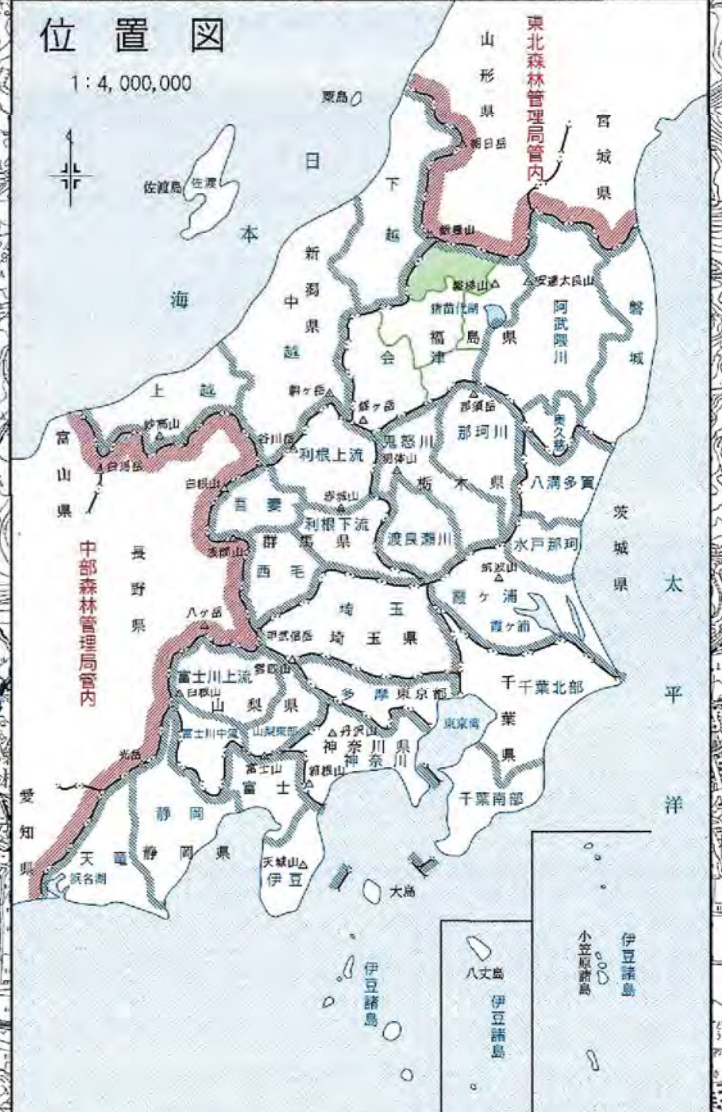 位置図
1:4,000,000
山形県
東北森林管理局管内
宮城県
粟島
朝日岳
日本海
佐渡島
佐渡
下越
新潟県
中越
飯豊山
磐梯山
安達太良山
猪苗代湖
福島県
阿武隈川
磐城
会津
上越
妙高山
駒ヶ岳
燧ヶ岳
那須岳
奥久慈
富山県
白馬岳
谷川岳
利根上流
鬼怒川
那珂川
男体山
栃木県
八溝多賀
白根山
吾妻
赤城山
利根下流
群馬県
渡良瀬川
水戸那珂
茨城県
浅間山
西毛
筑波山
霞ヶ浦
霞ヶ浦
中部森林管理局管内
長野県
八ヶ岳
甲武信岳
埼玉
埼玉県
太平洋
富士川上流
雲取山
白根山
山梨県
多摩
東京都
千葉北部
千葉県
富士川中流
山梨東部
丹沢山
神奈川県
神奈川
東京湾
光岳
富士山
箱根山
富士
千葉南部
愛知県
静岡
静岡県
天竜
浜名湖
天城山
伊豆
大島
伊豆諸島
八丈島
伊豆諸島
小笠原諸島
伊豆諸島